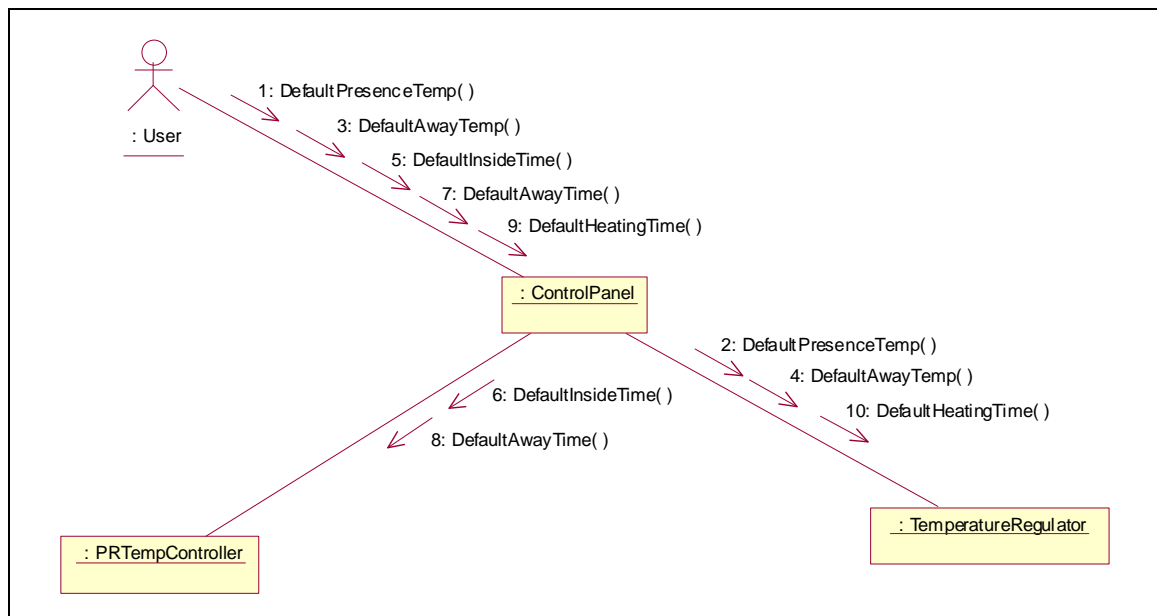 1: DefaultPresenceTemp( )
3: DefaultAwayTemp( )
: User
5: DefaultInsideTime( )
7: DefaultAwayTime( )
9: DefaultHeatingTime( )
: ControlPanel
2: DefaultPresenceTemp( )
4: DefaultAwayTemp( )
6: DefaultInsideTime( )
10: DefaultHeatingTime( )
8: DefaultAwayTime( )
: TemperatureRegulator
: PRTempController